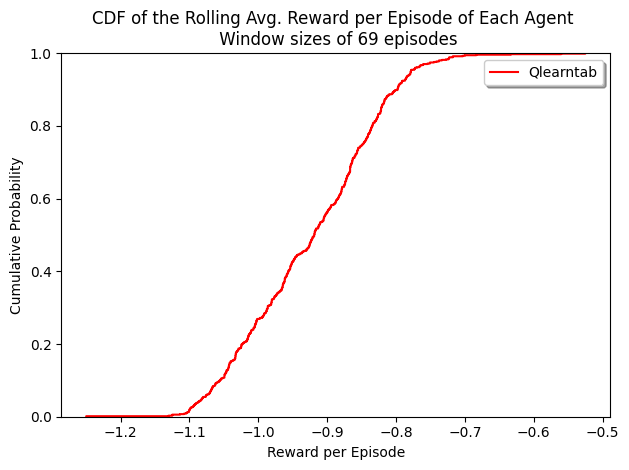 CDF of the Rolling Avg. Reward per Episode of Each Agent
Window sizes of 69 episodes
Qlearntab
1.0
0.8
0.6
0.4
0.2
0.0
Cumulative Probability
−1.2
−1.1
−1.0
−0.9
−0.8
−0.7
−0.6
−0.5
Reward per Episode